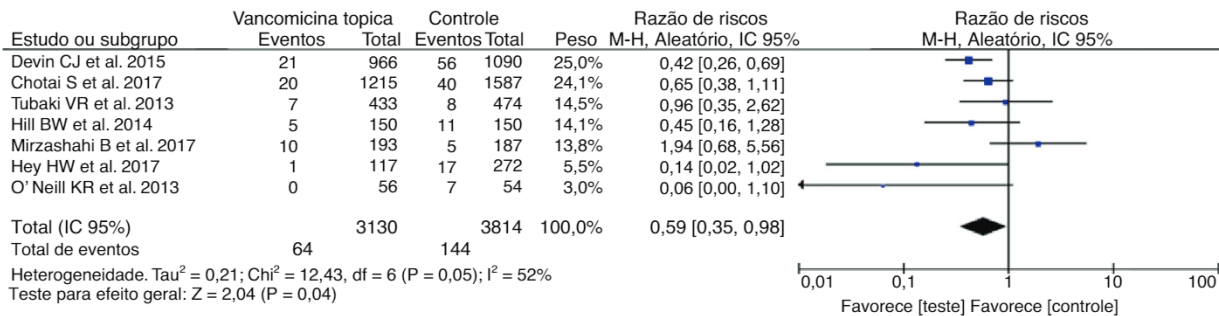 Vancomicina topica Controle Razão de riscos Razão de riscos
Estudo ou subgrupo Eventos Total Eventos Total Peso M-H, Aleatório, IC 95% M-H, Aleatório, IC 95%
Devin CJ et al. 2015 21 966 56 1090 25,0% 0,42 [0,26, 0,69]
Chotai S et al. 2017 20 1215 40 1587 24,1% 0,65 [0,38, 1,11]
Tubaki VR et al. 2013 7 433 8 474 14,5% 0,96 [0,35, 2,62]
Hill BW et al. 2014 5 150 11 150 14,1% 0,45 [0,16, 1,28]
Mirzashahi B et al. 2017 10 193 5 187 13,8% 1,94 [0,68, 5,56]
Hey HW et al. 2017 1 117 17 272 5,5% 0,14 [0,02, 1,02]
O' Neill KR et al. 2013 0 56 7 54 3,0% 0,06 [0,00, 1,10]
Total (IC 95%) 3130 3814 100,0% 0,59 [0,35, 0,98]
Total de eventos 64 144
Heterogeneidade. Tau² = 0,21; Chi² = 12,43, df = 6 (P = 0,05); I² = 52%
Teste para efeito geral: Z = 2,04 (P = 0,04)
0,01 0,1 1 10 100
Favorece [teste] Favorece [controle]